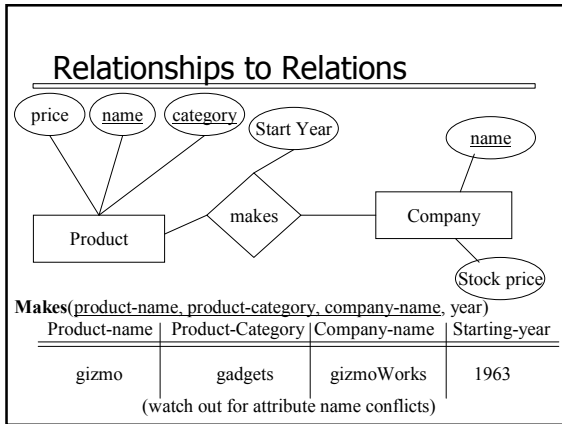 Relationships to Relations
price name category Start Year name
makes Company
Product
Stock price
Makes(product-name, product-category, company-name, year)
Product-name Product-Category Company-name Starting-year
gizmo gadgets gizmoWorks 1963
(watch out for attribute name conflicts)